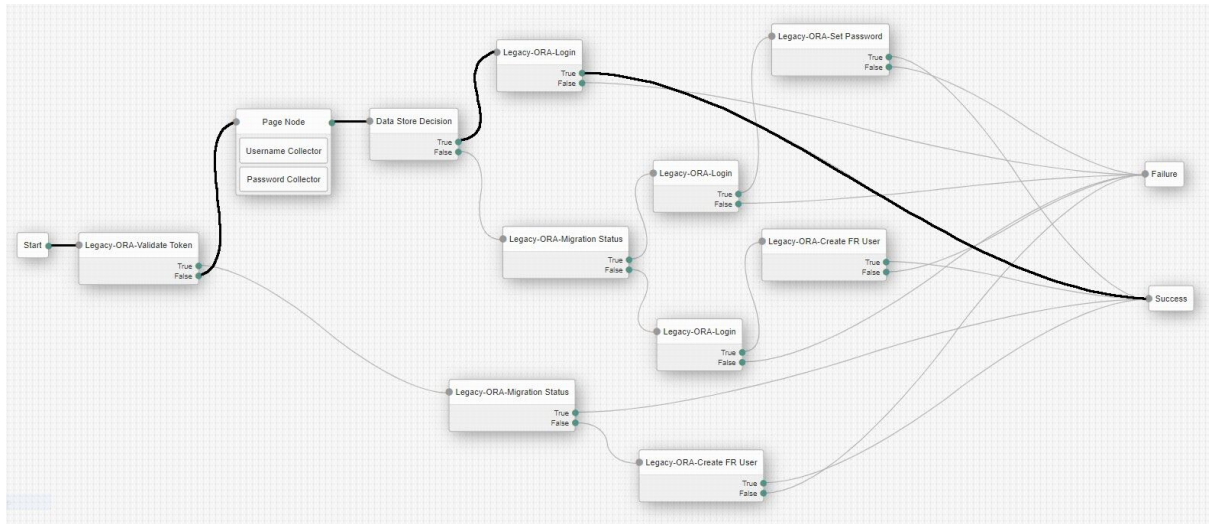 Legacy-ORA-Set Password
True
False
Legacy-ORA-Login
True
False
Page Node
Username Collector
Password Collector
Data Store Decision
True
False
Legacy-ORA-Login
True
False
Failure
Start
Legacy-ORA-Validate Token
True
False
Legacy-ORA-Migration Status
True
False
Legacy-ORA-Create FR User
True
False
Success
Legacy-ORA-Login
True
False
Legacy-ORA-Migration Status
True
False
Legacy-ORA-Create FR User
True
False